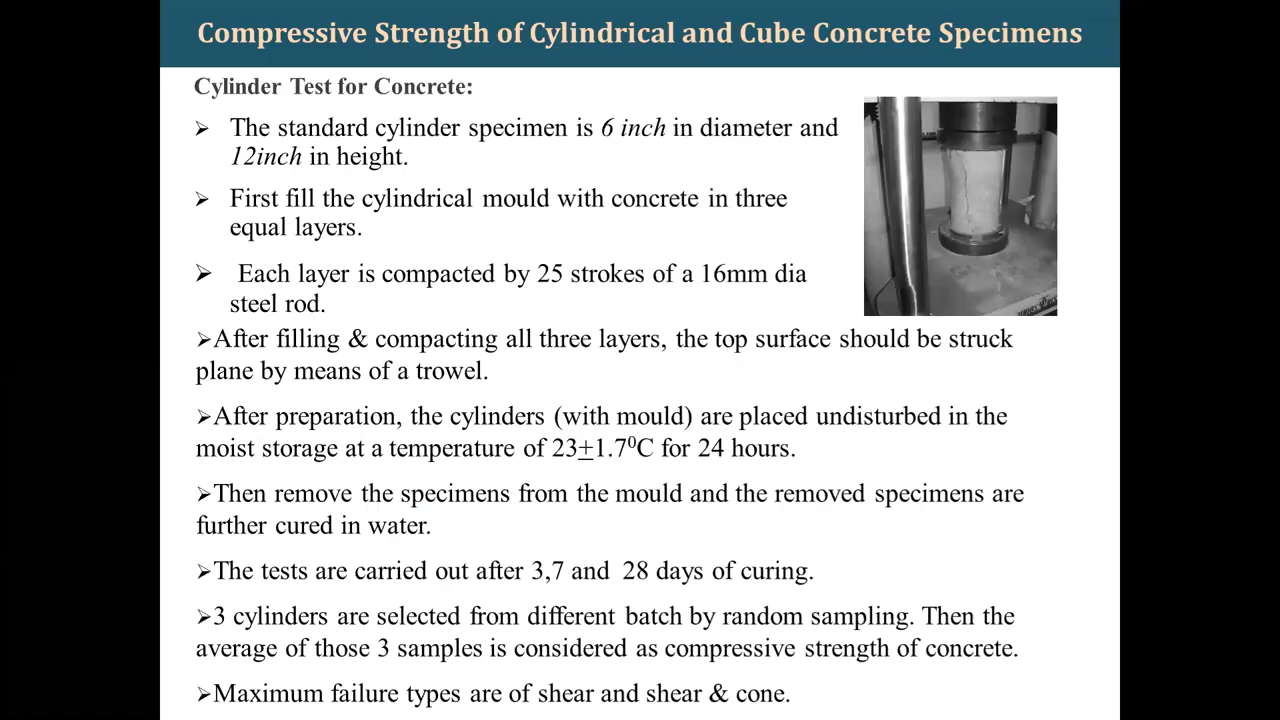 Compressive Strength of Cylindrical and Cube Concrete Specimens
Cylinder Test for Concrete:
➢ The standard cylinder specimen is 6 inch in diameter and
12inch in height.
➢ First fill the cylindrical mould with concrete in three
equal layers.
➢ Each layer is compacted by 25 strokes of a 16mm dia
steel rod.
➢After filling & compacting all three layers, the top surface should be struck
plane by means of a trowel.
➢After preparation, the cylinders (with mould) are placed undisturbed in the
moist storage at a temperature of 23±1.7⁰C for 24 hours.
➢Then remove the specimens from the mould and the removed specimens are
further cured in water.
➢The tests are carried out after 3,7 and 28 days of curing.
➢3 cylinders are selected from different batch by random sampling. Then the
average of those 3 samples is considered as compressive strength of concrete.
➢Maximum failure types are of shear and shear & cone.